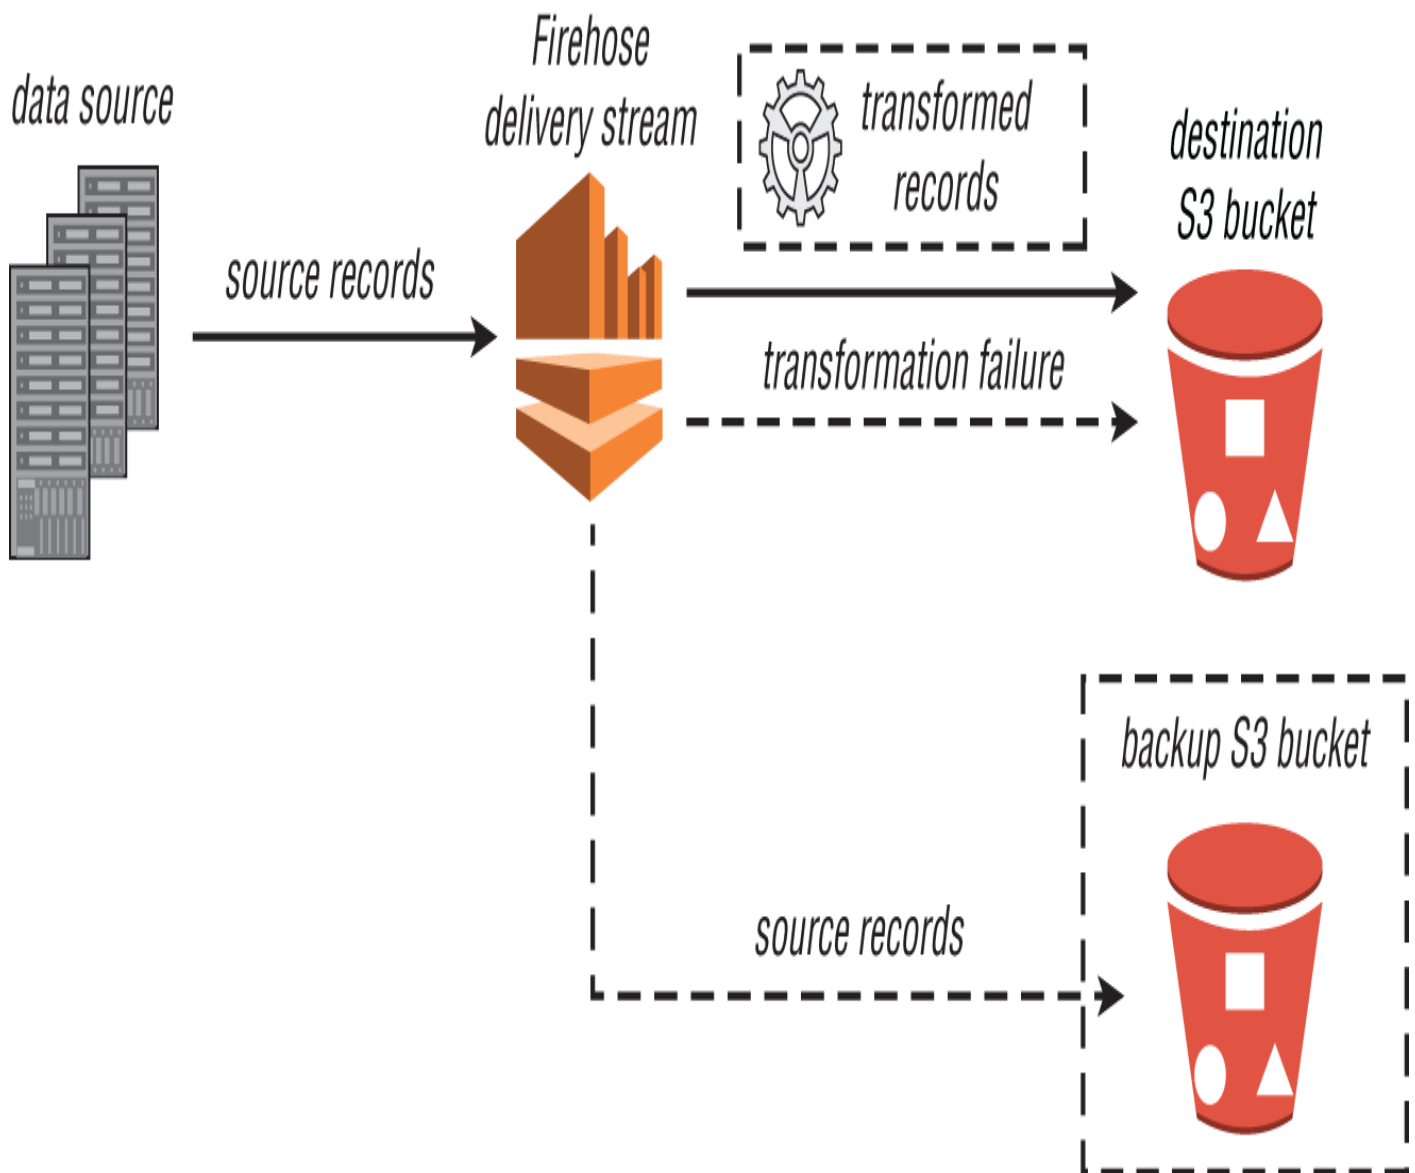 data source
Firehose
delivery stream
transformed
records
destination
S3 bucket
source records
transformation failure
backup S3 bucket
source records